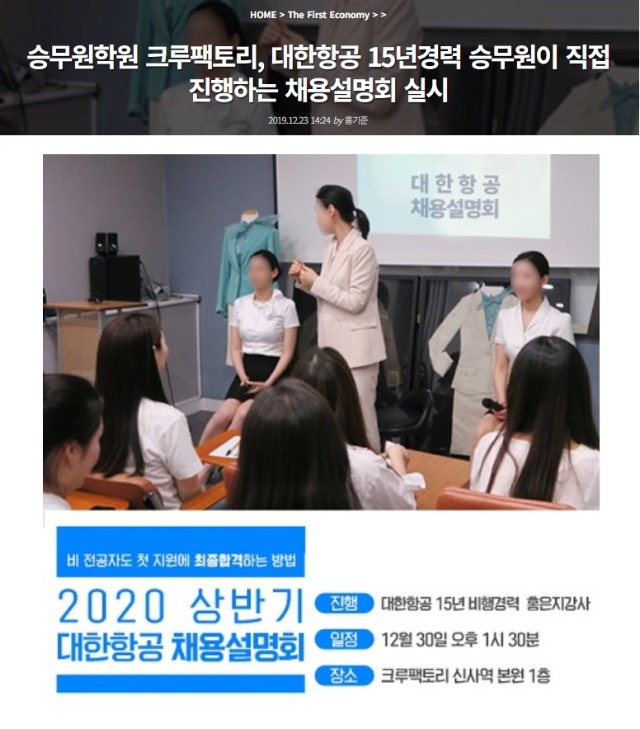 HOME > The First Economy > >
승무원학원 크루팩토리, 대한항공 15년경력 승무원이 직접
진행하는 채용설명회 실시
2019.12.23 14:24 by 홍기준
대한항공
채용설명회
비 전공자도 첫 지원에 최종합격하는 방법
2020 상반기
대한항공 채용설명회
진행 대한항공 15년 비행경력 홍은지강사
일정 12월 30일 오후 1시 30분
장소 크루팩토리 신사역 본원 1층